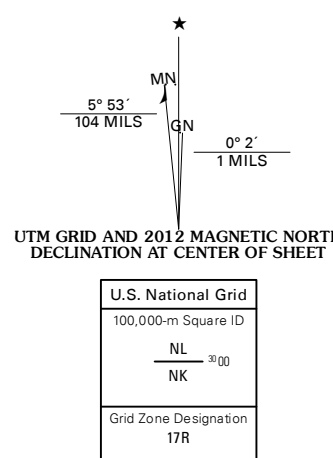 ★
MN
5° 53´
104 MILS
GN
0° 2´
1 MILS
UTM GRID AND 2012 MAGNETIC NORTH
DECLINATION AT CENTER OF SHEET
U.S. National Grid
100,000-m Square ID
NL
3000
NK
Grid Zone Designation
17R